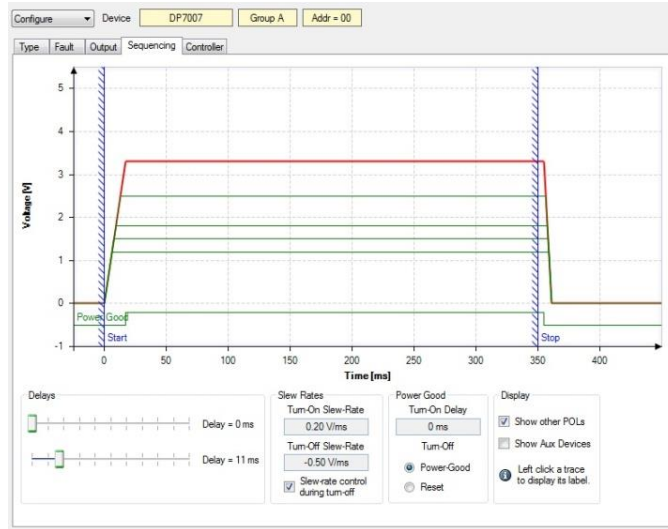 Configure Device DP7007 Group A Addr = 00
Type Fault Output Sequencing Controller
5
4
3
2
1
0
-1
Voltage [V]
Power Good
Start
Stop
0 50 100 150 200 250 300 350 400
Time [ms]
Delays
Delay = 0 ms
Delay = 11 ms
Slew Rates
Turn-On Slew-Rate
0.20 V/ms
Turn-Off Slew-Rate
-0.50 V/ms
Slew-rate control
during turn-off
Power Good
Turn-On Delay
0 ms
Turn-Off
Power-Good
Reset
Display
Show other POLs
Show Aux Devices
Left click a trace
to display its label.